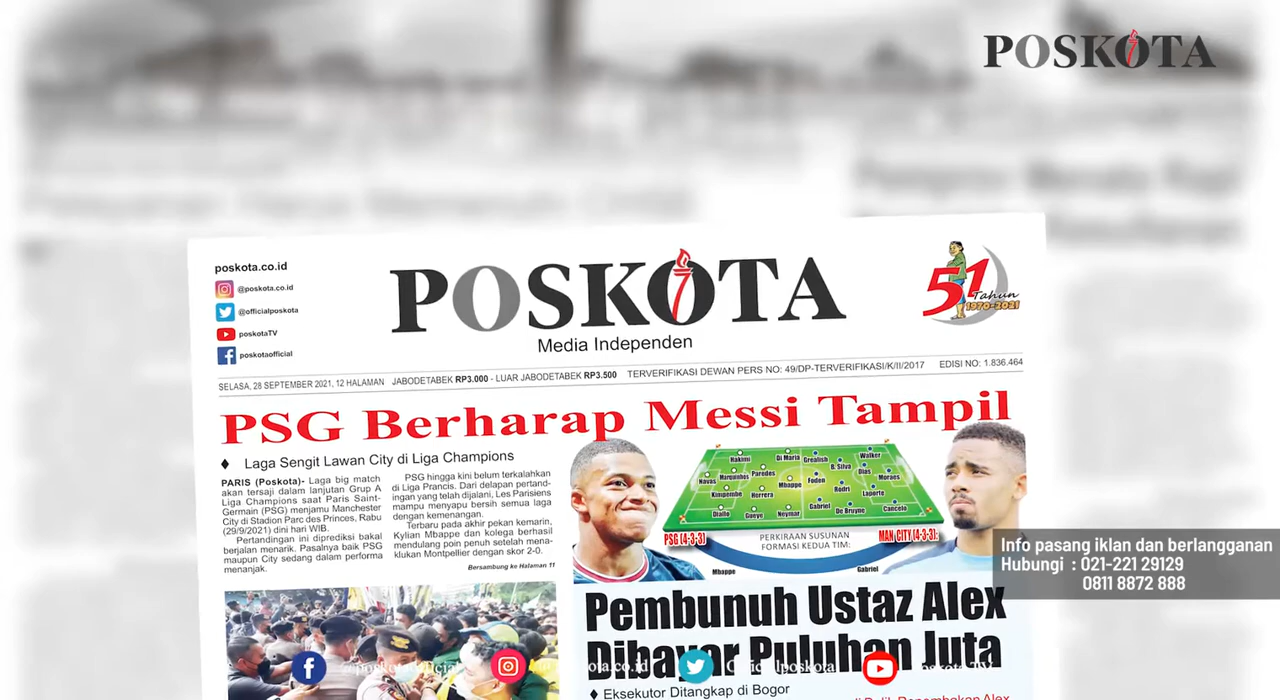 POSKOTA
poskota.co.id
@poskota.co.id
@officialposkota
poskotaTV
poskotaofficial
POSKOTA
Media Independen
51 Tahun
1970-2021
SELASA, 28 SEPTEMBER 2021, 12 HALAMAN JABODETABEK RP3.000 - LUAR JABODETABEK RP3.500 TERVERIFIKASI DEWAN PERS NO: 49/DP-TERVERIFIKASI/K/II/2017 EDISI NO: 1.836.464
PSG Berharap Messi Tampil
♦ Laga Sengit Lawan City di Liga Champions
PARIS (Poskota)- Laga big match
akan tersaji dalam lanjutan Grup A
Liga Champions saat Paris Saint-
Germain (PSG) menjamu Manchester
City di Stadion Parc des Princes, Rabu
(29/9/2021) dini hari WIB.
Pertandingan ini diprediksi bakal
berjalan menarik. Pasalnya baik PSG
maupun City sedang dalam performa
menanjak.
PSG hingga kini belum terkalahkan
di Liga Prancis. Dari delapan pertand-
ingan yang telah dijalani, Les Parisiens
mampu menyapu bersih semua laga
dengan kemenangan.
Terbaru pada akhir pekan kemarin,
Kylian Mbappe dan kolega berhasil
mendulang poin penuh setelah mena-
klukan Montpellier dengan skor 2-0.
Bersambung ke Halaman 11
Hakimi Di Maria Grealish Walker
Marquinhos Paredes B. Silva Dias
Navas Mbappe Foden Moraes
Kimpembe Herrera Rodri Laporte
Diallo Gueye Neymar Gabriel De Bruyne Cancelo
PSG (4-3-3)
PERKIRAAN SUSUNAN
FORMASI KEDUA TIM:
MAN CITY (4-3-3):
Mbappe
Gabriel
Info pasang iklan dan berlangganan
Hubungi : 021-221 29129
0811 8872 888
Pembunuh Ustaz Alex
Dibayar Puluhan Juta
@poskotaofficial
Officialposkota
♦ Eksekutor Ditangkap di Bogor